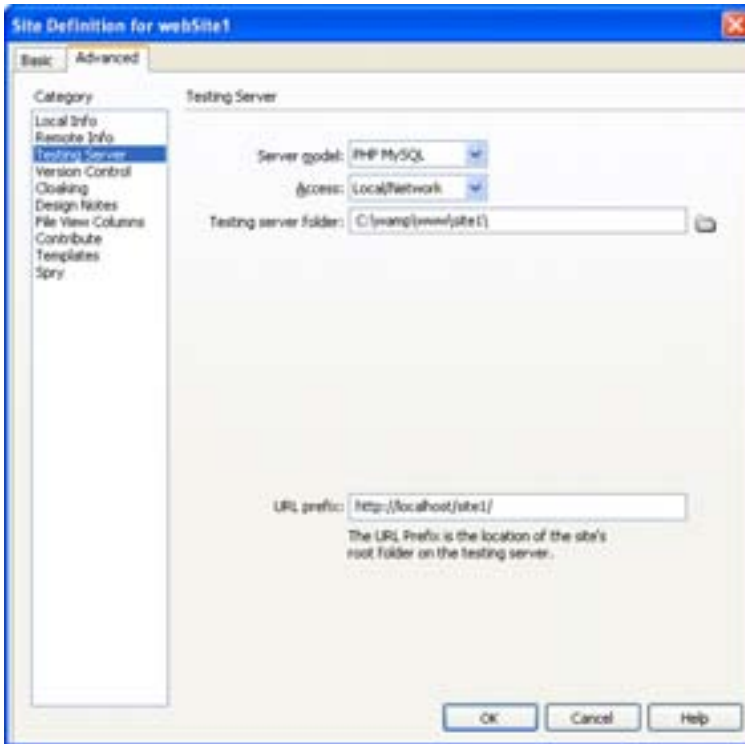 Site Definition for webSite1
Basic
Advanced
Category
Testing Server
Local Info
Remote Info
Testing Server
Version Control
Cloaking
Design Notes
File View Columns
Contribute
Templates
Spry
Server model: PHP MySQL
Access: Local/Network
Testing server folder: C:\wamp\www\site1\
URL prefix: http://localhost/site1/
The URL Prefix is the location of the site's
root folder on the testing server.
OK
Cancel
Help